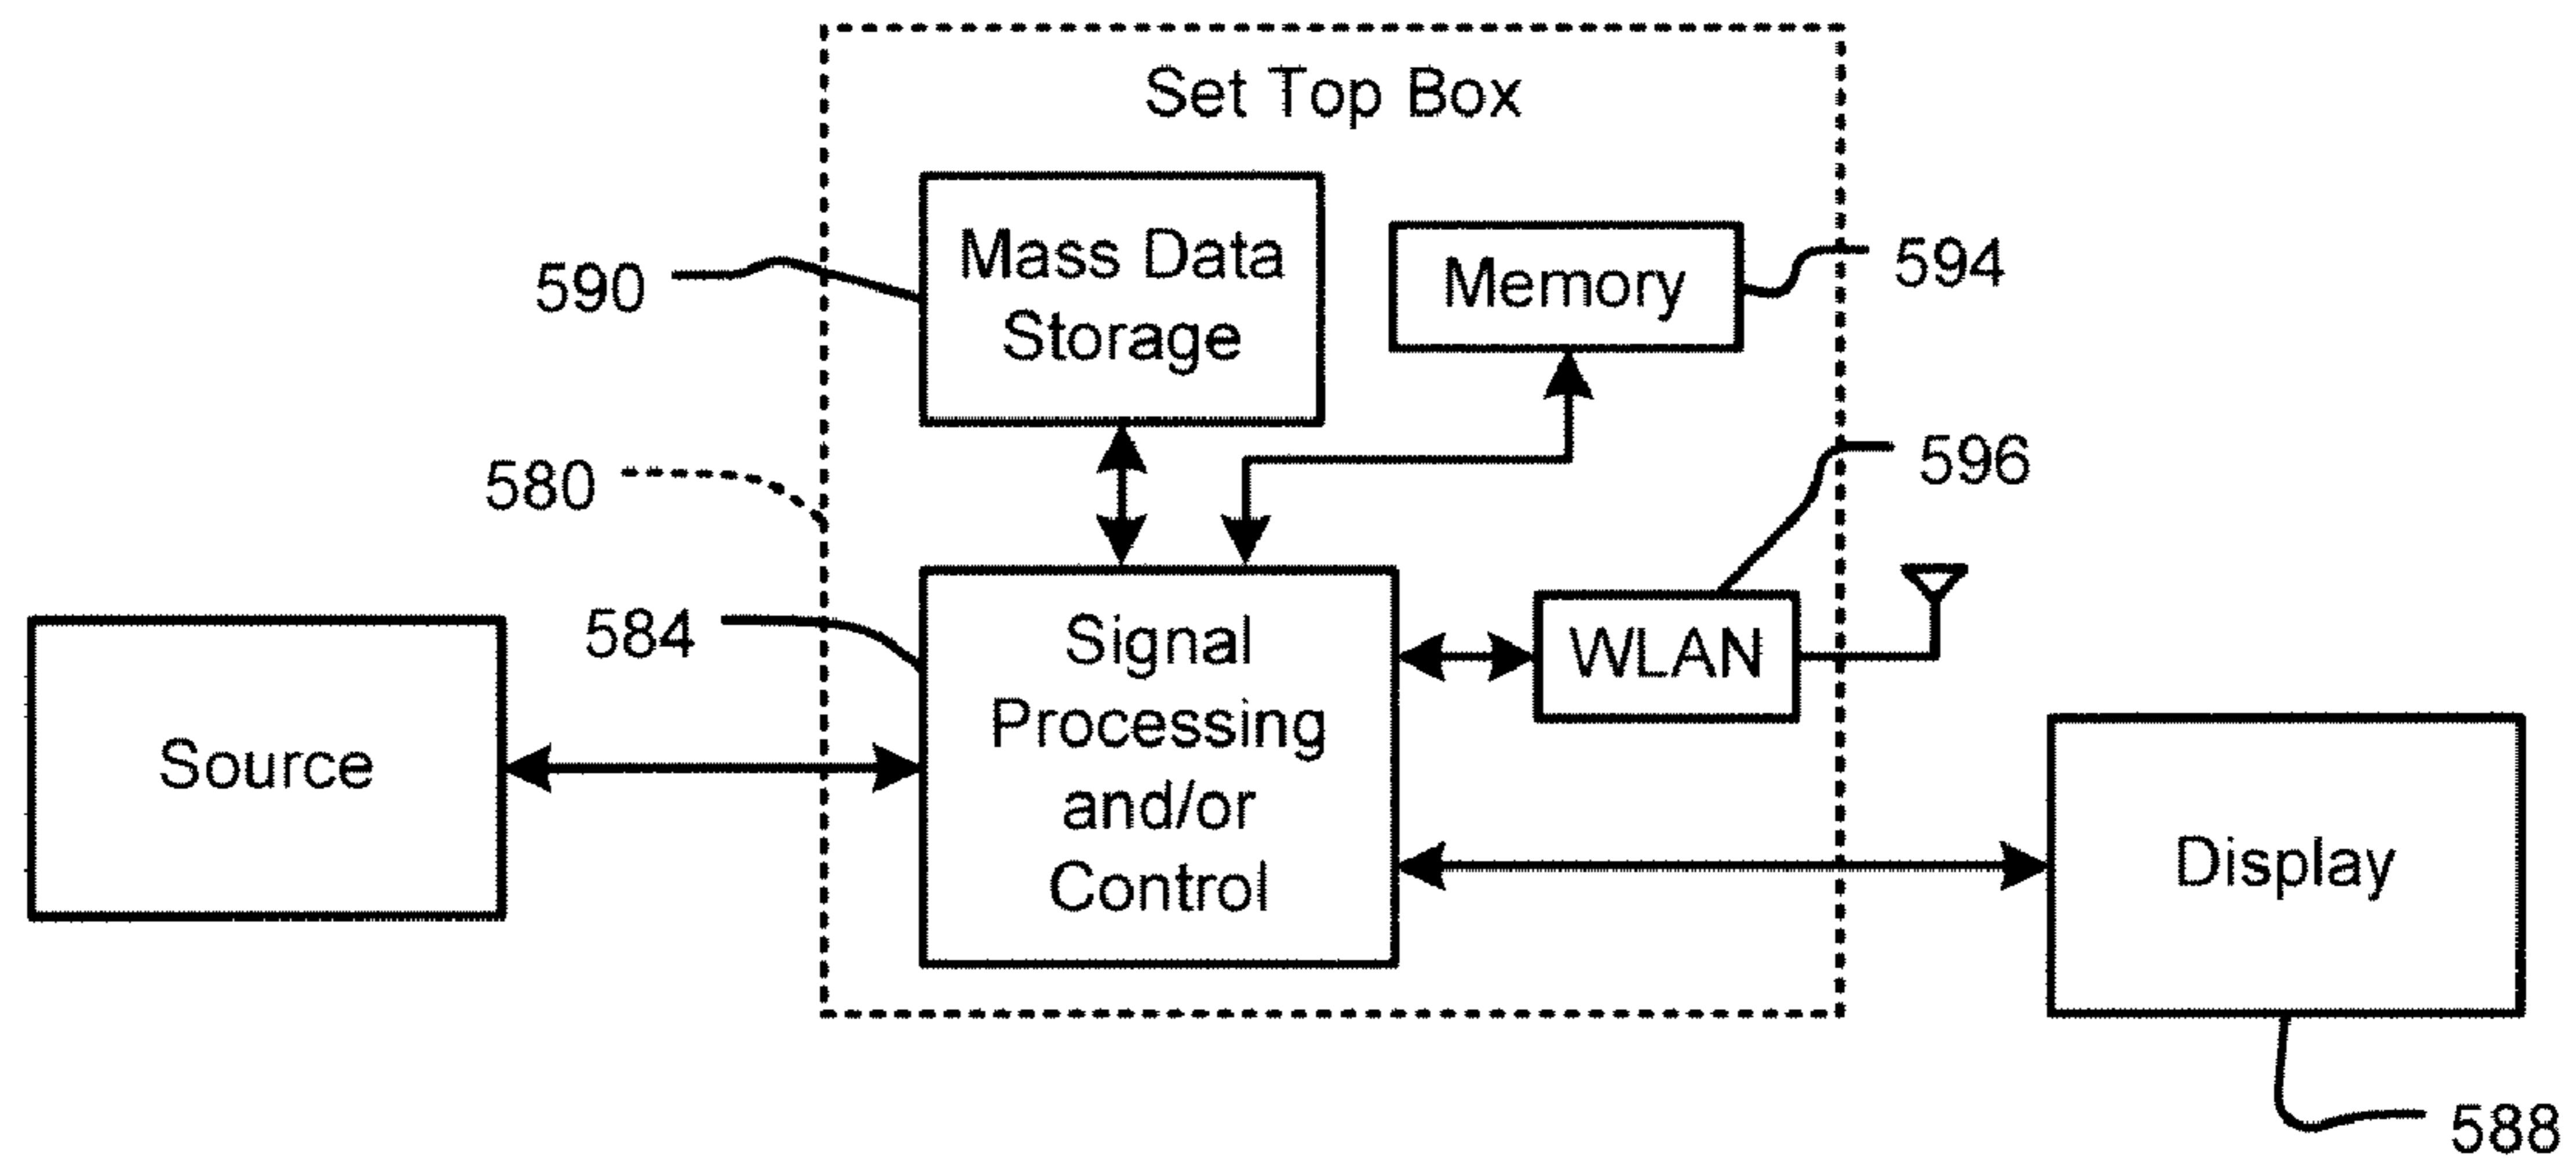 Set Top Box
Mass Data
Storage
590
Memory
594
580
596
584
Signal
Processing
and/or
Control
WLAN
Source
Display
588